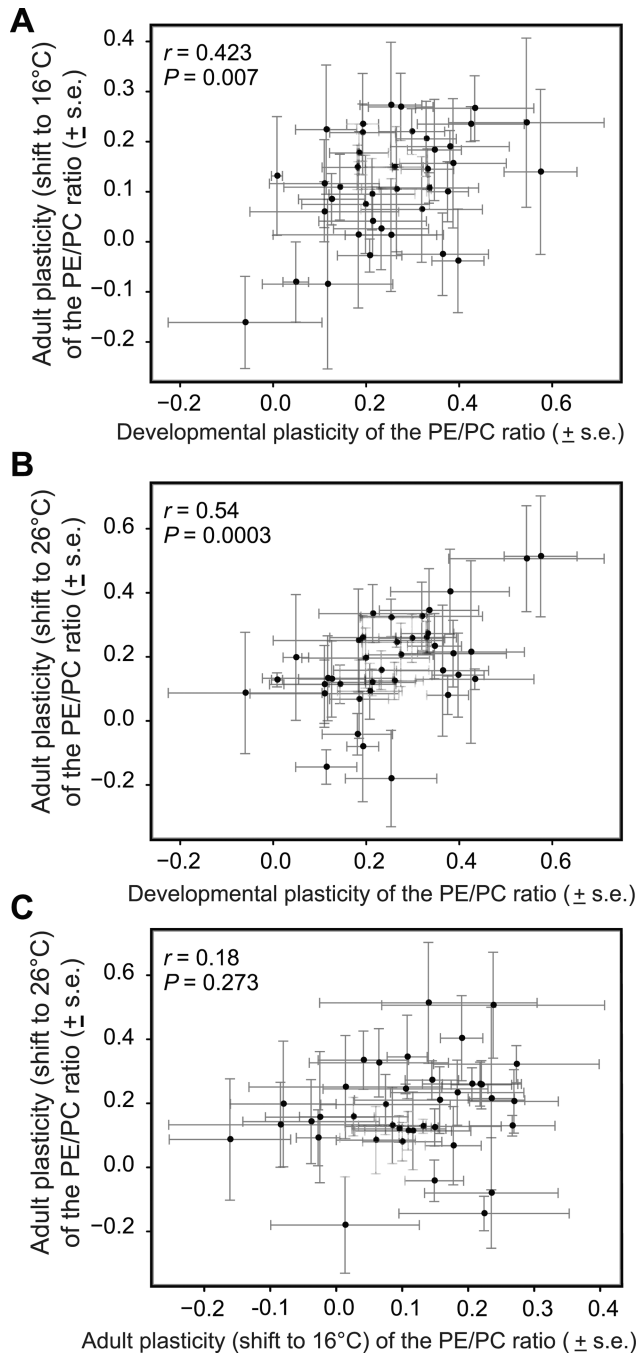 A
Adult plasticity (shift to 16°C)
of the PE/PC ratio (± s.e.)
r = 0.423
P = 0.007
0.4
0.3
0.2
0.1
0.0
−0.1
−0.2
−0.2 0.0 0.2 0.4 0.6
Developmental plasticity of the PE/PC ratio (± s.e.)
B
Adult plasticity (shift to 26°C)
of the PE/PC ratio (± s.e.)
r = 0.54
P = 0.0003
0.6
0.4
0.2
0.0
−0.2
−0.2 0.0 0.2 0.4 0.6
Developmental plasticity of the PE/PC ratio (± s.e.)
C
Adult plasticity (shift to 26°C)
of the PE/PC ratio (± s.e.)
r = 0.18
P = 0.273
0.6
0.4
0.2
0.0
−0.2
−0.2 -0.1 0.0 0.1 0.2 0.3 0.4
Adult plasticity (shift to 16°C) of the PE/PC ratio (± s.e.)